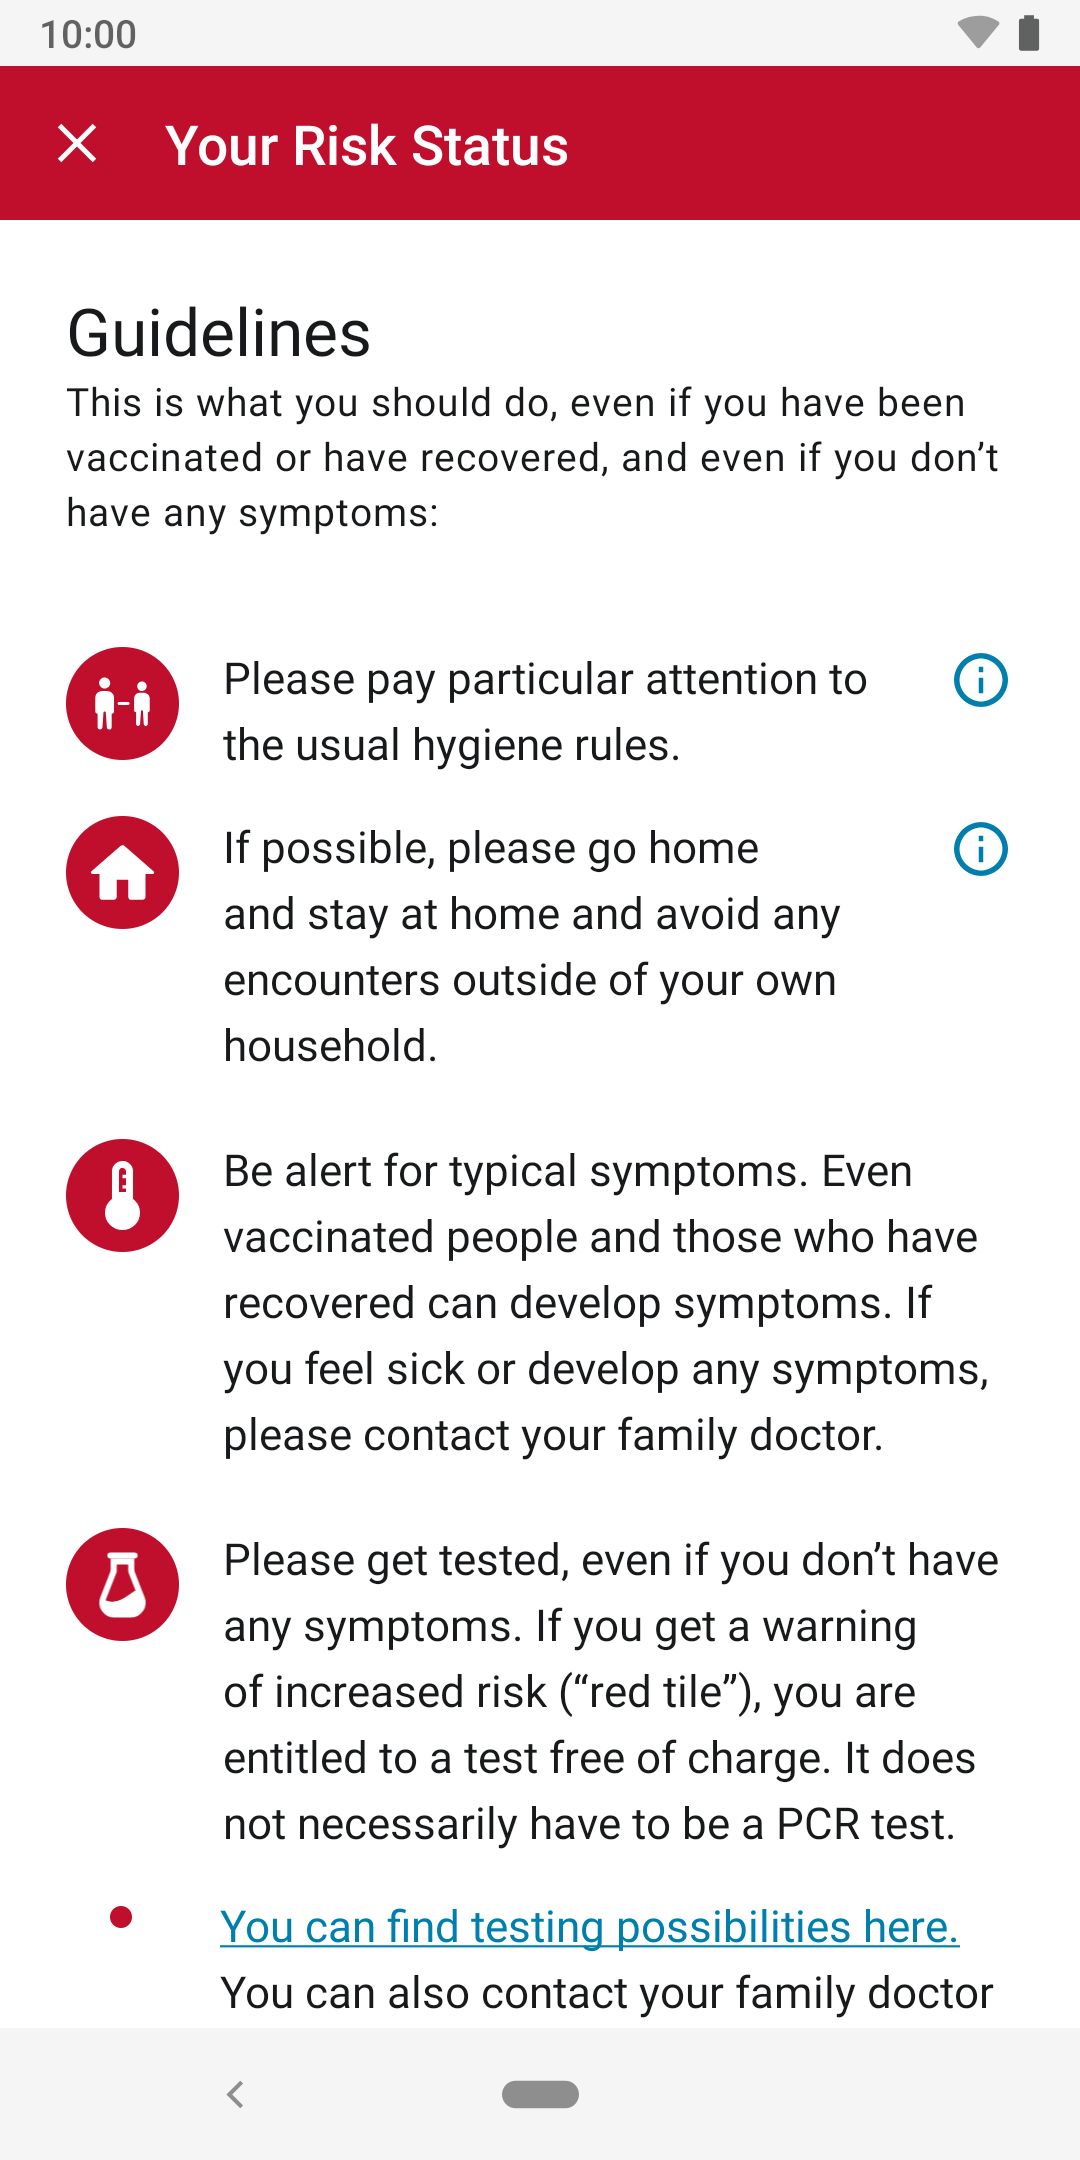 10:00
Your Risk Status
Guidelines
This is what you should do, even if you have been
vaccinated or have recovered, and even if you don’t
have any symptoms:
Please pay particular attention to
the usual hygiene rules.
If possible, please go home
and stay at home and avoid any
encounters outside of your own
household.
Be alert for typical symptoms. Even
vaccinated people and those who have
recovered can develop symptoms. If
you feel sick or develop any symptoms,
please contact your family doctor.
Please get tested, even if you don’t have
any symptoms. If you get a warning
of increased risk (“red tile”), you are
entitled to a test free of charge. It does
not necessarily have to be a PCR test.
You can find testing possibilities here.
You can also contact your family doctor